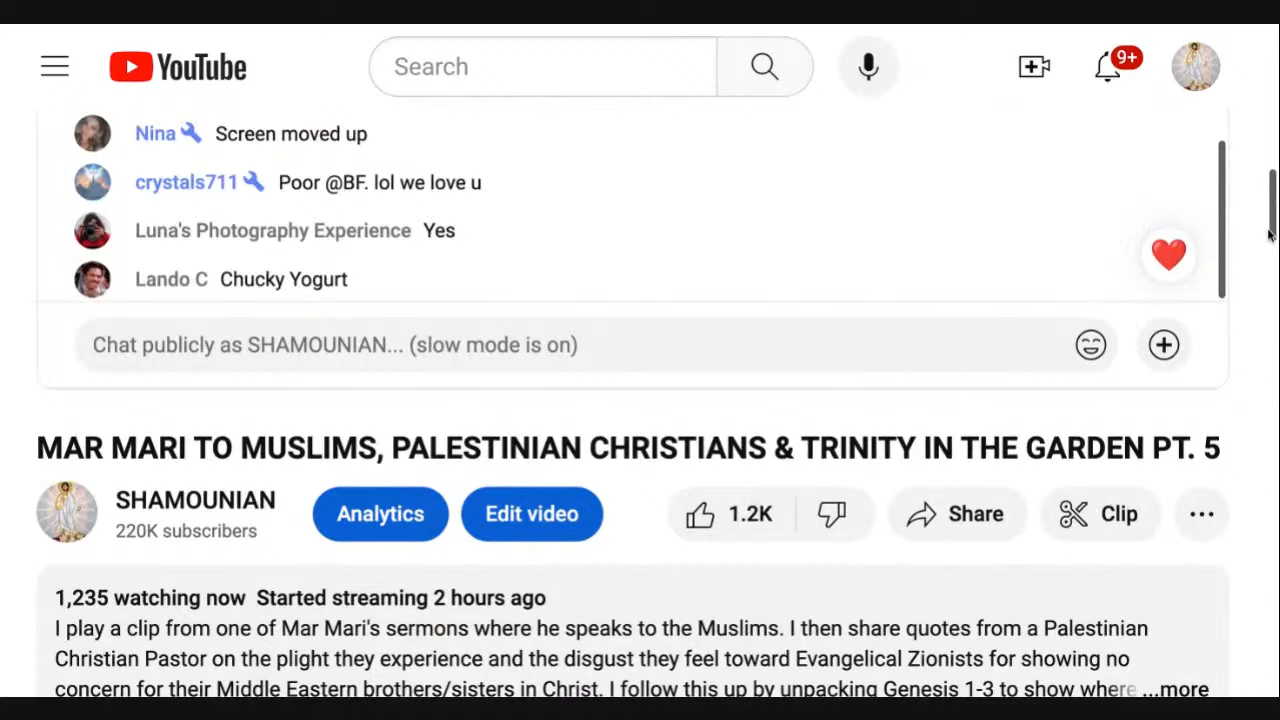 YouTube Search 9+
Nina Screen moved up
crystals711 Poor @BF. lol we love u
Luna's Photography Experience Yes
Lando C Chucky Yogurt
Chat publicly as SHAMOUNIAN... (slow mode is on)
MAR MARI TO MUSLIMS, PALESTINIAN CHRISTIANS & TRINITY IN THE GARDEN PT. 5
SHAMOUNIAN
220K subscribers
Analytics Edit video 1.2K Share Clip
1,235 watching now Started streaming 2 hours ago
I play a clip from one of Mar Mari's sermons where he speaks to the Muslims. I then share quotes from a Palestinian
Christian Pastor on the plight they experience and the disgust they feel toward Evangelical Zionists for showing no
concern for their Middle Eastern brothers/sisters in Christ. I follow this up by unpacking Genesis 1-3 to show where ...more